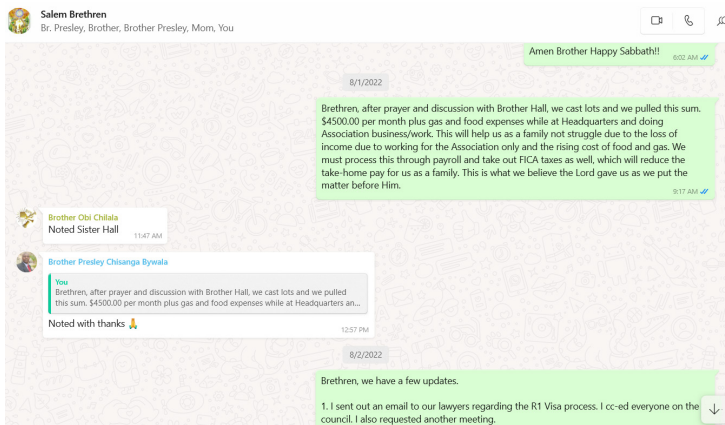 Salem Brethren
Br. Presley, Brother, Brother Presley, Mom, You
Amen Brother Happy Sabbath!!
6:02 AM
8/1/2022
Brethren, after prayer and discussion with Brother Hall, we cast lots and we pulled this sum.
$4500.00 per month plus gas and food expenses while at Headquarters and doing
Association business/work. This will help us as a family not struggle due to the loss of
income due to working for the Association only and the rising cost of food and gas. We
must process this through payroll and take out FICA taxes as well, which will reduce the
take-home pay for us as a family. This is what we believe the Lord gave us as we put the
matter before Him.
9:17 AM
Brother Obi Chilala
Noted Sister Hall
11:47 AM
Brother Presley Chisanga Bywala
You
Brethren, after prayer and discussion with Brother Hall, we cast lots and we pulled
this sum. $4500.00 per month plus gas and food expenses while at Headquarters an...
Noted with thanks 🙏
12:57 PM
8/2/2022
Brethren, we have a few updates.
1. I sent out an email to our lawyers regarding the R1 Visa process. I cc-ed everyone on the
council. I also requested another meeting.